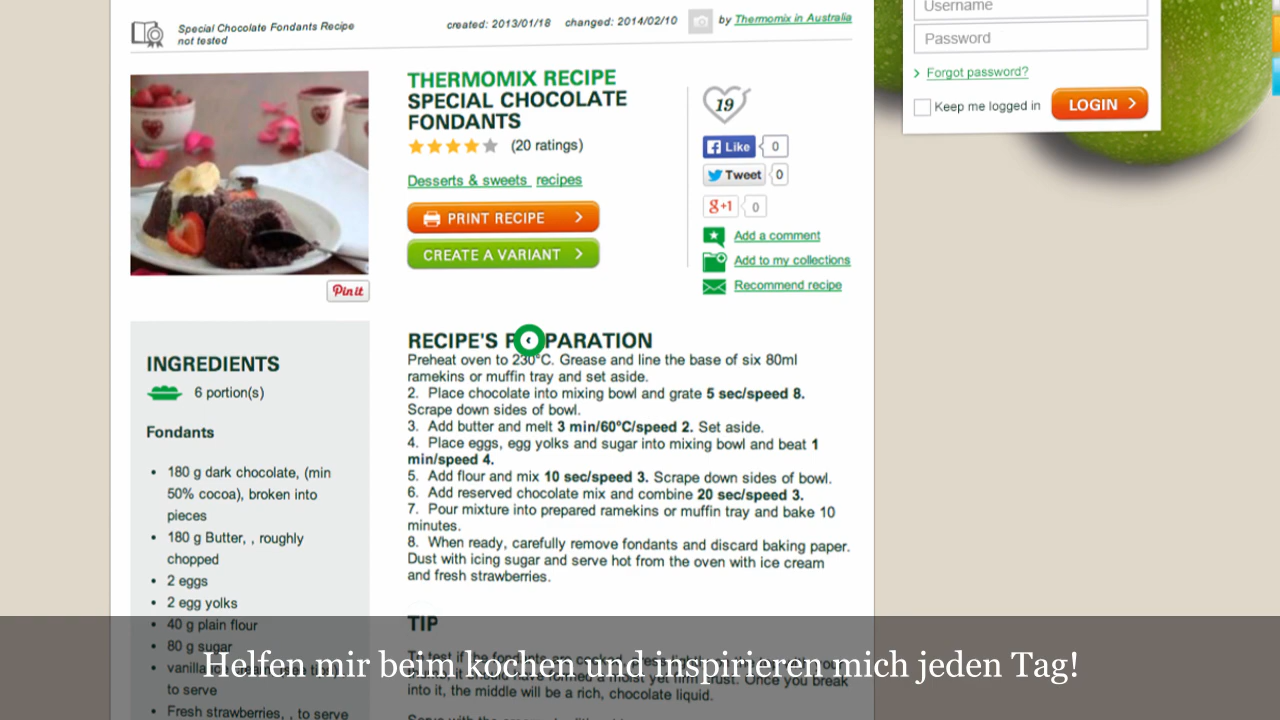 Special Chocolate Fondants Recipe
not tested
created: 2013/01/18 changed: 2014/02/10 by Thermomix in Australia
Username
Password
Forgot password?
Keep me logged in
LOGIN
THERMOMIX RECIPE
SPECIAL CHOCOLATE
FONDANTS
(20 ratings)
Desserts & sweets recipes
PRINT RECIPE
CREATE A VARIANT
19
Like 0
Tweet 0
g+1 0
Add a comment
Add to my collections
Recommend recipe
Pin it
INGREDIENTS
6 portion(s)
Fondants
• 180 g dark chocolate, (min
50% cocoa), broken into
pieces
• 180 g Butter, , roughly
chopped
• 2 eggs
• 2 egg yolks
• 40 g plain flour
• 80 g sugar
to serve
• Fresh strawberries, , to serve
RECIPE'S PARATION
Preheat oven to 230°C. Grease and line the base of six 80ml
ramekins or muffin tray and set aside.
2. Place chocolate into mixing bowl and grate 5 sec/speed 8.
Scrape down sides of bowl.
3. Add butter and melt 3 min/60°C/speed 2. Set aside.
4. Place eggs, egg yolks and sugar into mixing bowl and beat 1
min/speed 4.
5. Add flour and mix 10 sec/speed 3. Scrape down sides of bowl.
6. Add reserved chocolate mix and combine 20 sec/speed 3.
7. Pour mixture into prepared ramekins or muffin tray and bake 10
minutes.
8. When ready, carefully remove fondants and discard baking paper.
Dust with icing sugar and serve hot from the oven with ice cream
and fresh strawberries.
TIP
into it, the middle will be a rich, chocolate liquid.
Helfen mir beim kochen und inspirieren mich jeden Tag!